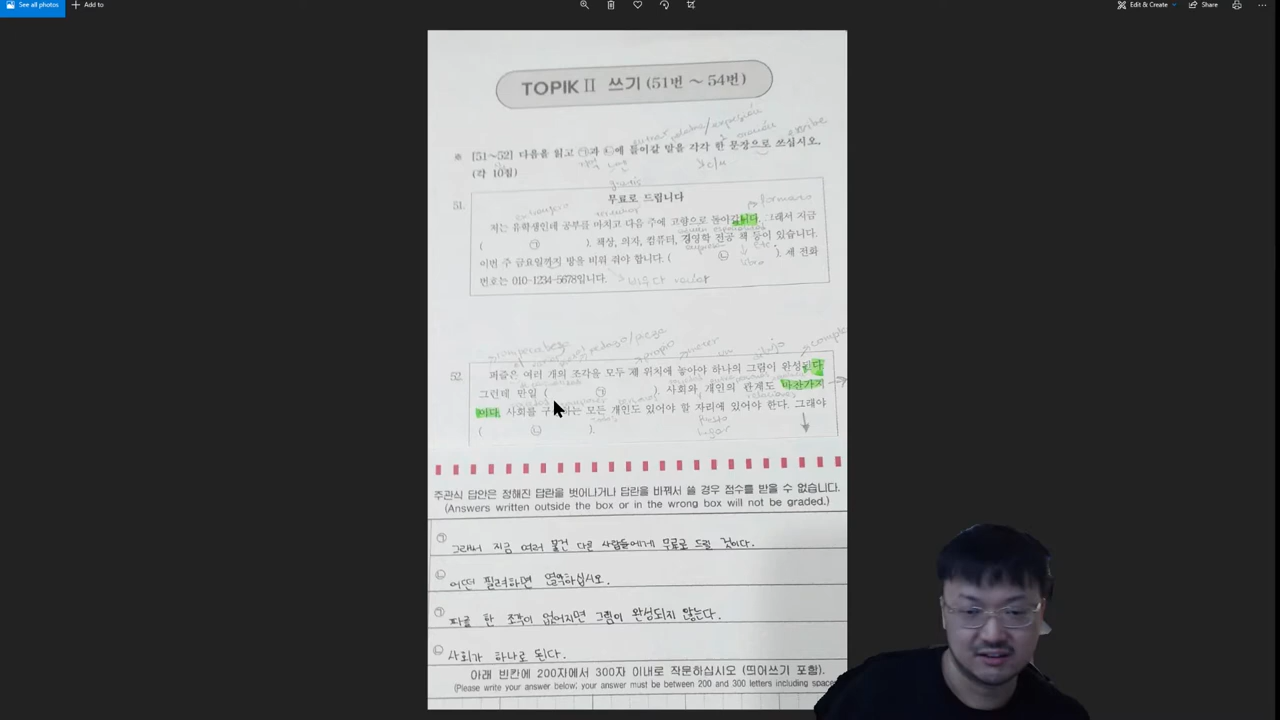 See all photos
Add to
Edit & Create
Share
TOPIK II 쓰기 (51번 ~ 54번)
※ [51~52] 다음을 읽고 ㉠과 ㉡에 들어갈 말을 각각 한 문장으로 쓰십시오.
(각 10점)
gratis
51.
무료로 드립니다
저는 유학생인데 공부를 마치고 다음 주에 고향으로 돌아갑니다. 그래서 지금
( ㉠ ). 책상, 의자, 컴퓨터, 경영학 전공 책 등이 있습니다.
이번 주 금요일까지 방을 비워 줘야 합니다. ( ㉡ ). 제 전화
번호는 010-1234-5678입니다.
비우다
52.
퍼즐은 여러 개의 조각을 모두 제 위치에 놓아야 하나의 그림이 완성된다.
그런데 만일 ( ㉠ ). 사회와 개인의 관계도 마찬가지
이다. 사회를 구 는 모든 개인도 있어야 할 자리에 있어야 한다. 그래야
( ㉡ ).
lugar
주관식 답안은 정해진 답란을 벗어나거나 답란을 바꿔서 쓸 경우 점수를 받을 수 없습니다.
(Answers written outside the box or in the wrong box will not be graded.)
㉠ 그래서 지금 여러 물건 다른 사람들에게 무료로 드릴 것이다.
㉡ 어떤 필려하면 연략하십시오.
㉠ 한 조각이 없어지면 그림이 완성되지 않는다.
㉡ 사회가 하나로 된다.
아래 빈칸에 200자에서 300자 이내로 작문하십시오 (띄어쓰기 포함).
(Please write your answer below; your answer must be between 200 and 300 letters including space